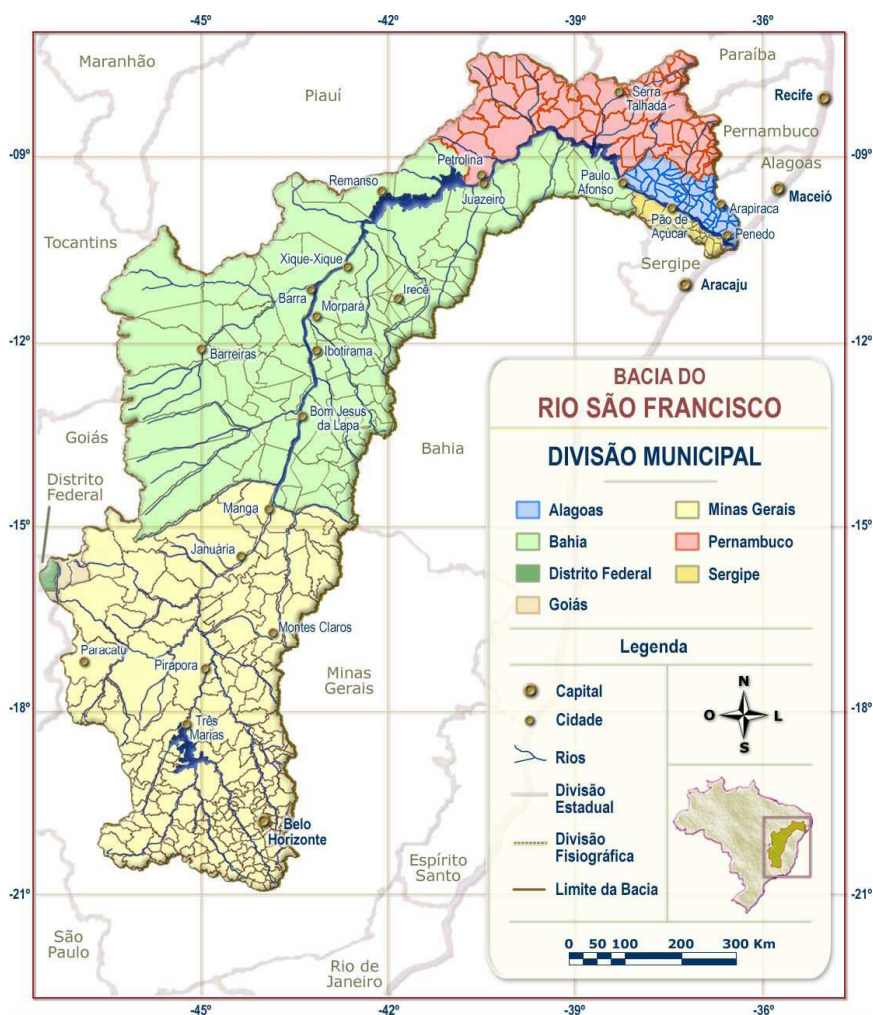 -45°
-42°
-39°
-36°
Maranhão
Paraíba
Piauí
Serra
Talhada
Recife
Pernambuco
-09°
Petrolina
Alagoas
-09°
Remanso
Juazeiro
Paulo
Afonso
Maceió
Arapiraca
Pão de
Açúcar
Penedo
Tocantins
Xique-Xique
Sergipe
Irecê
Aracaju
Barra
Morpará
-12°
Barreiras
Ibotirama
-12°
Bom Jesus
da Lapa
Goiás
Bahia
Distrito
Federal
Manga
-15°
-15°
Januária
Montes Claros
Paracatu
Pirapora
Minas
Gerais
-18°
Três
Marias
-18°
Belo
Horizonte
Espírito
Santo
-21°
-21°
São
Paulo
Rio de
Janeiro
-45°
-42°
-39°
-36°
BACIA DO
RIO SÃO FRANCISCO
DIVISÃO MUNICIPAL
Alagoas
Minas Gerais
Bahia
Pernambuco
Distrito Federal
Sergipe
Goiás
Legenda
Capital
Cidade
Rios
Divisão
Estadual
Divisão
Fisiográfica
Limite da Bacia
N
O
L
S
0 50 100 200 300 Km